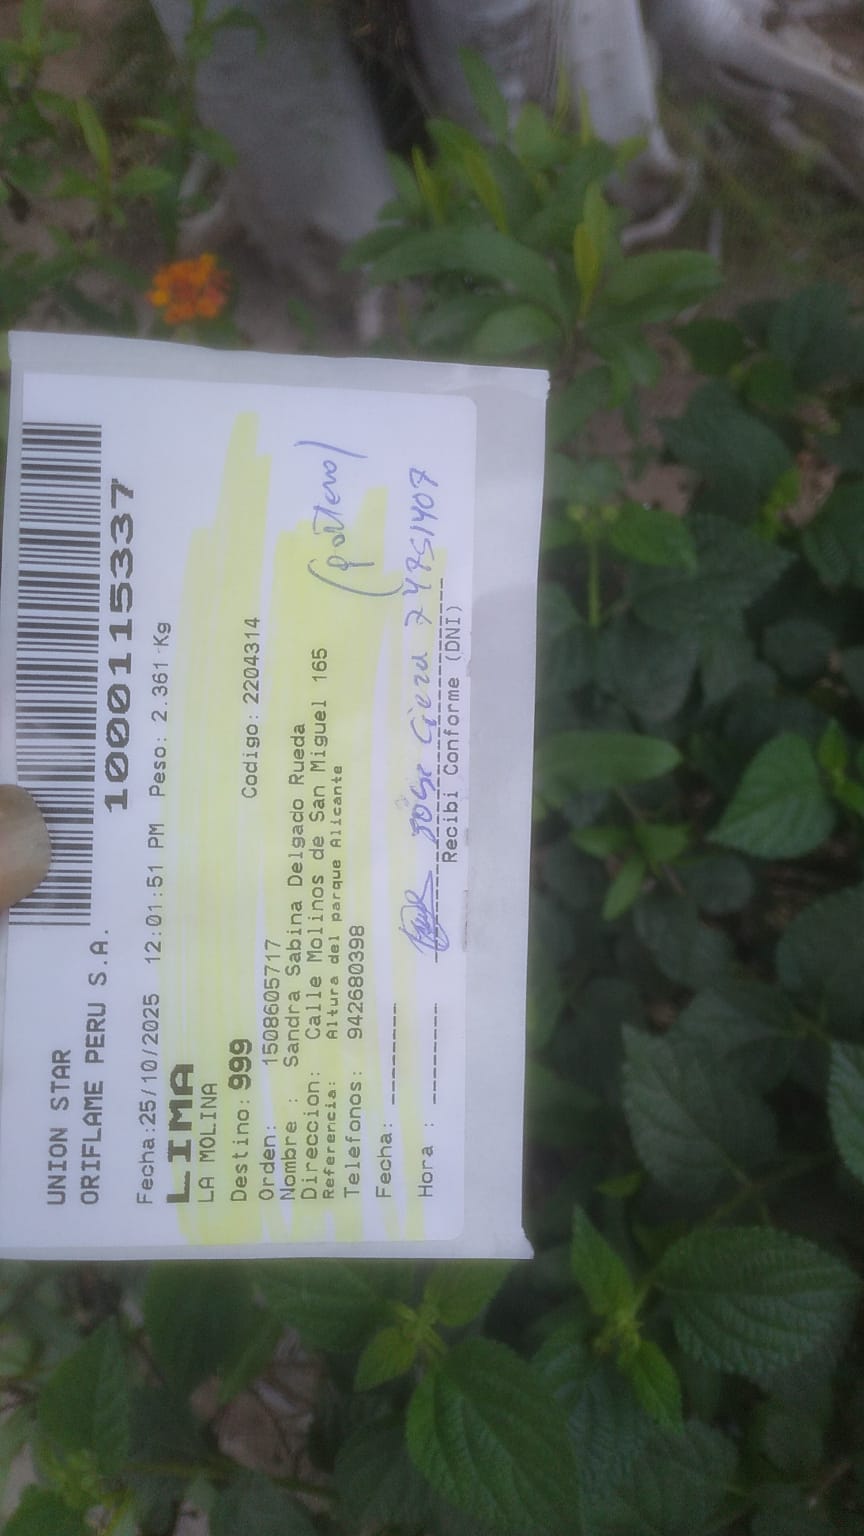 UNION STAR
ORIFLAME PERU S.A.
1000115337
Fecha:25/10/2025 12:01:51 PM Peso: 2.361 Kg
LIMA
LA MOLINA
Destino: 999 Codigo: 2204314
Orden: 1508605717
Nombre : Sandra Sabina Delgado Rueda
Direccion: Calle Molinos de San Miguel 165
Referencia: Altura del parque Alicante
Telefonos: 942680398
(portero)
Fecha: --------
Jose Cieza
Hora : --------
Recibi Conforme (DNI)